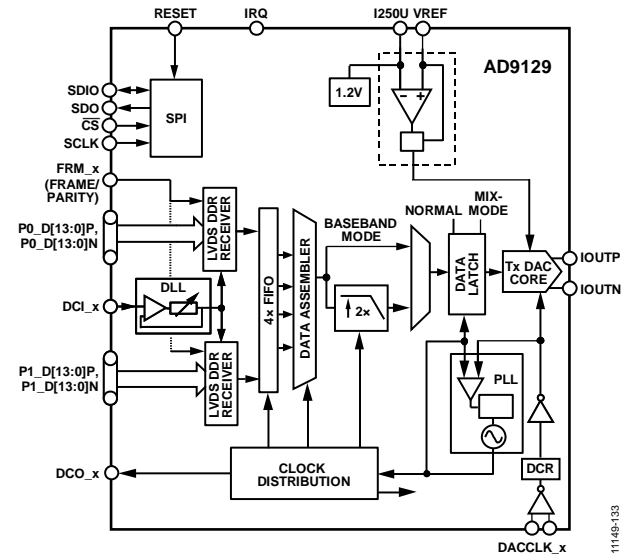 RESET
IRQ
I250U VREF
AD9129
1.2V
– +
SDIO
SDO
CS
SCLK
SPI
FRM_x
(FRAME/
PARITY)
P0_D[13:0]P,
P0_D[13:0]N
LVDS DDR
RECEIVER
DLL
DCI_x
P1_D[13:0]P,
P1_D[13:0]N
LVDS DDR
RECEIVER
4× FIFO
DATA ASSEMBLER
BASEBAND
MODE
2×
NORMAL
MIX-
MODE
DATA
LATCH
Tx DAC
CORE
IOUTP
IOUTN
PLL
DCO_x
CLOCK
DISTRIBUTION
DCR
DACCLK_x
11149-133